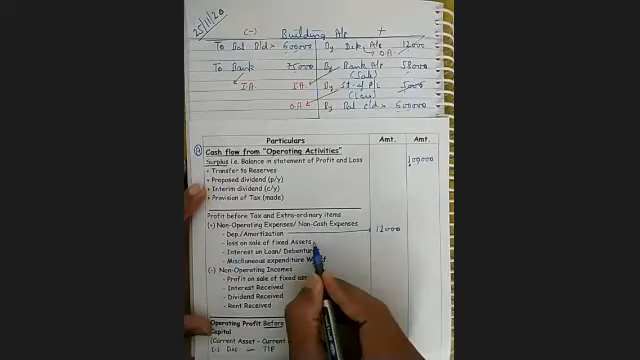 25/11/20
(-) Building A/c +
To Bal b/d x 600000 By Dep. A/c 12000
O.A
To Bank 75000 By Bank A/c 58000
(Sale)
I.A. I.A. By St. of P/L 5000
(Loss)
O.A By Bal c/d x 600000
Particulars Amt. Amt.
(A) Cash flow from "Operating Activities"
Surplus i.e. Balance in statement of Profit and Loss 100000
+ Transfer to Reserves
+ Proposed dividend (p/y)
+ Interim dividend (c/y)
+ Provision of Tax (made)
Profit before Tax and Extra-ordinary items
(+) Non-Operating Expenses/ Non-Cash Expenses
- Dep./Amortization 12000
- loss on sale of fixed Assets
- Interest on Loan/ Debenture
- Miscellaneous expenditure W
(-) Non-Operating Incomes
- Profit on sale of fixed ass
- Interest Received
- Dividend Received
- Rent Received
Operating Profit Before
Capital
(Current Asset - Current
(-) Dec. in T/P